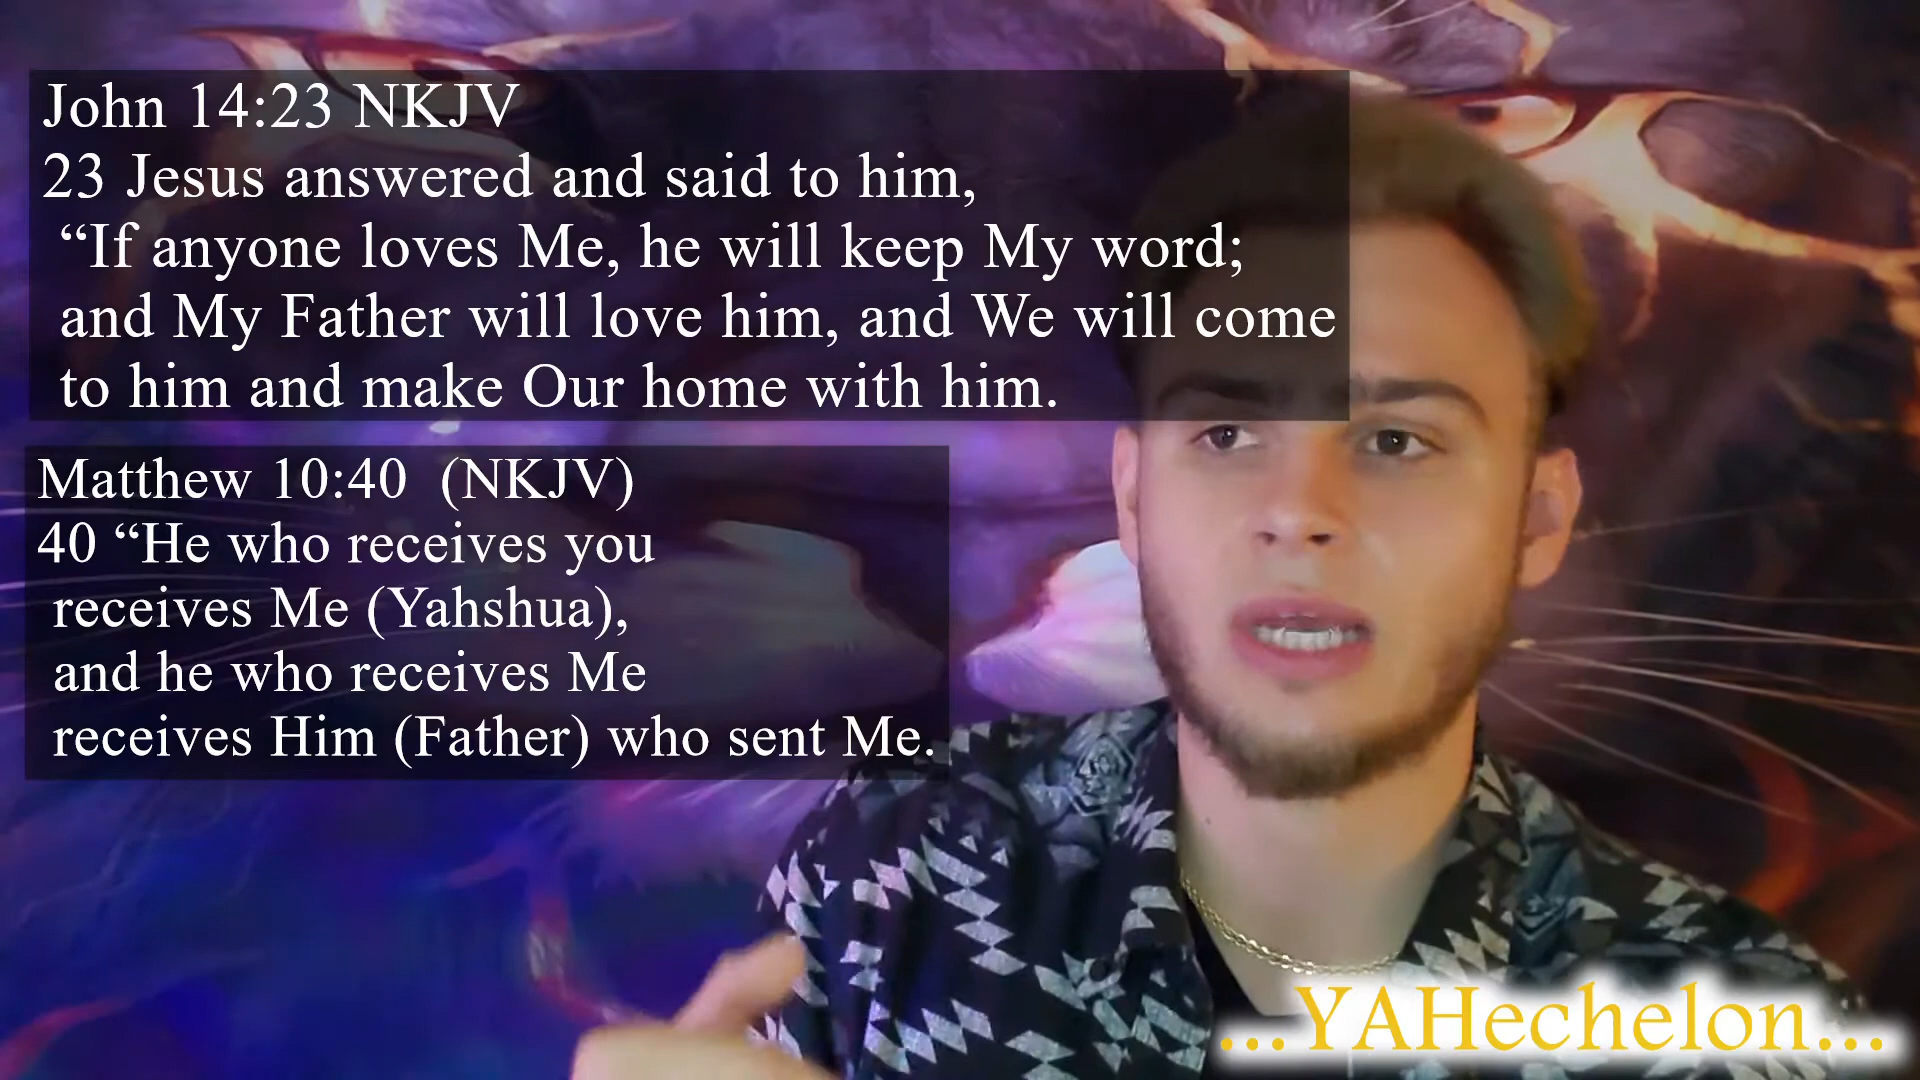 John 14:23 NKJV
23 Jesus answered and said to him,
“If anyone loves Me, he will keep My word;
and My Father will love him, and We will come
to him and make Our home with him.
Matthew 10:40 (NKJV)
40 “He who receives you
receives Me (Yahshua),
and he who receives Me
receives Him (Father) who sent Me.
...YAHechelon...